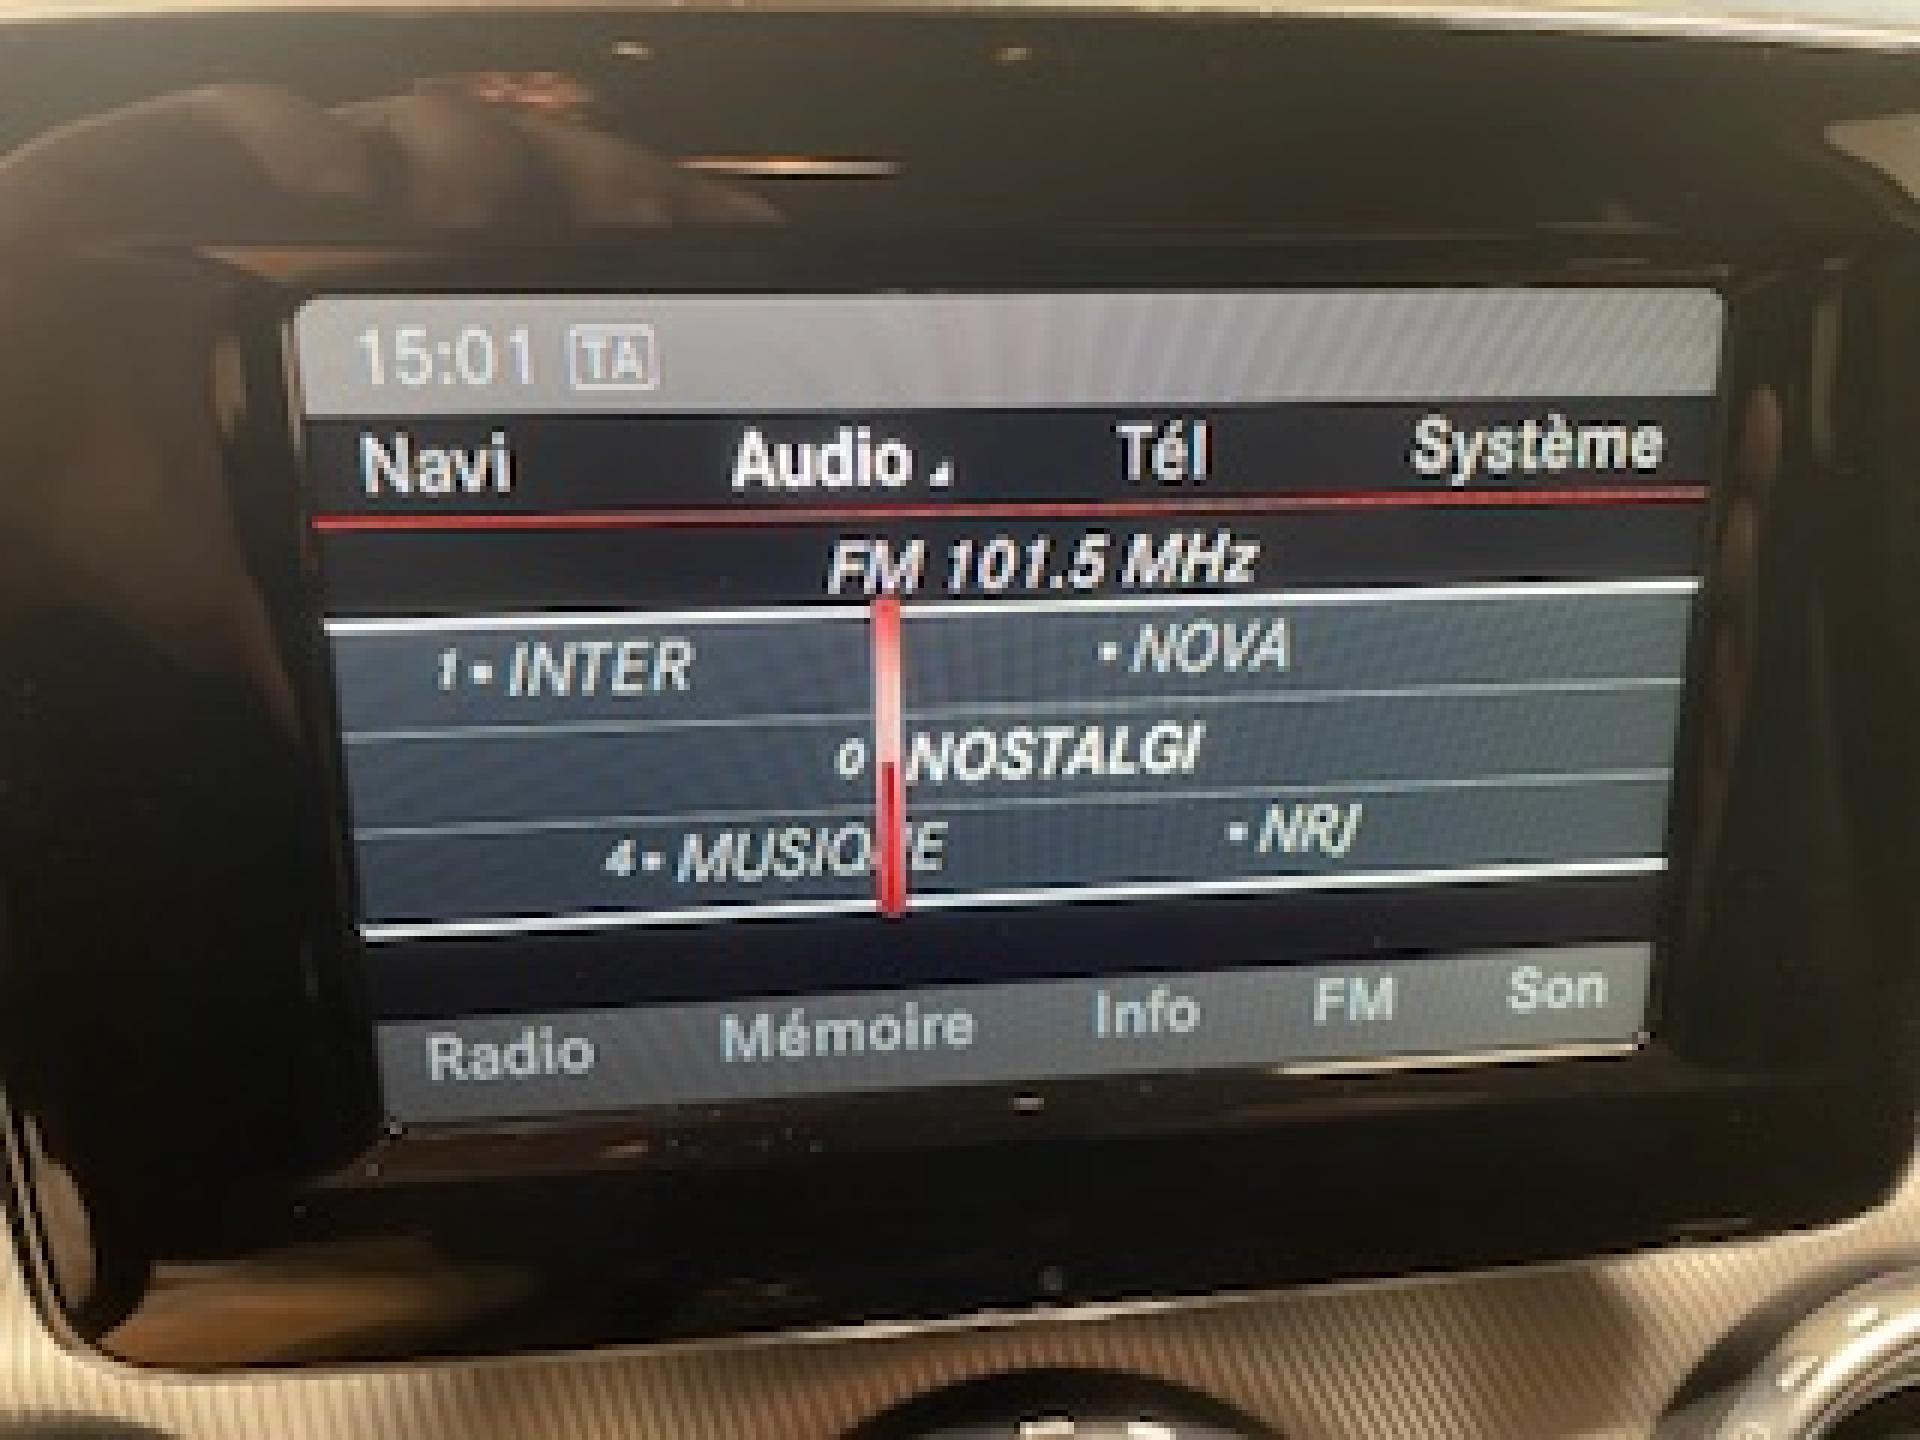 15:01 TA
Navi Audio Tél Système
FM 101.5 MHz
1 • INTER • NOVA
0 NOSTALGI
4 • MUSIQUE • NRJ
Radio Mémoire Info FM Son